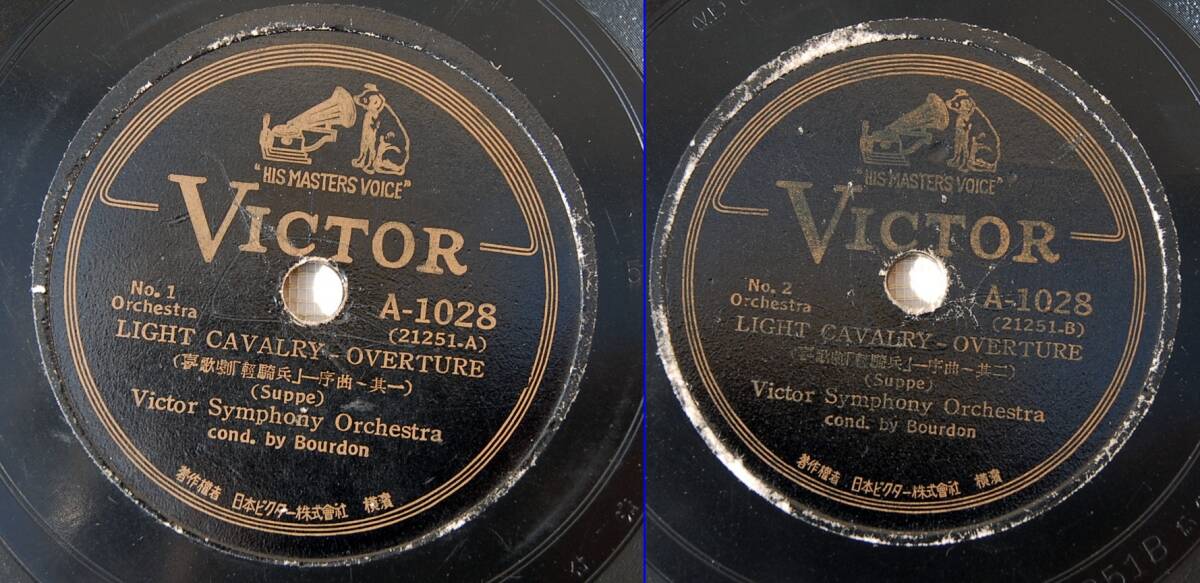 "HIS MASTER'S VOICE"
VICTOR
No. 1
Orchestra
A-1028
(21251-A)
LIGHT CAVALRY - OVERTURE
(喜歌劇「輕騎兵」—序曲－其一)
(Suppe)
Victor Symphony Orchestra
cond. by Bourdon
著作權者 日本ビクター株式會社 横濱
"HIS MASTER'S VOICE"
VICTOR
No. 2
Orchestra
A-1028
(21251-B)
LIGHT CAVALRY - OVERTURE
(喜歌劇「輕騎兵」—序曲－其二)
(Suppe)
Victor Symphony Orchestra
cond. by Bourdon
著作權者 日本ビクター株式會社 横濱
51B